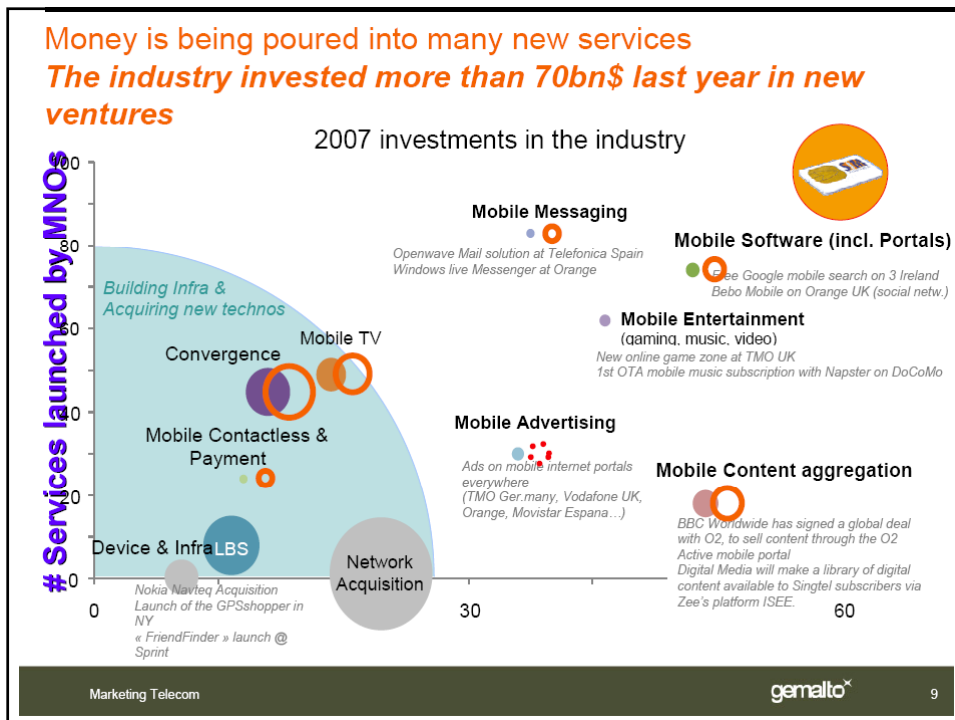 Money is being poured into many new services
The industry invested more than 70bn$ last year in new
ventures
2007 investments in the industry
# Services launched by MNOs
100
80
60
40
20
0
0
30
60
Building Infra &
Acquiring new technos
Mobile TV
Convergence
Mobile Contactless &
Payment
Device & Infra
LBS
Network
Acquisition
Nokia Navteq Acquisition
Launch of the GPSshopper in
NY
« FriendFinder » launch @
Sprint
Mobile Messaging
Openwave Mail solution at Telefonica Spain
Windows live Messenger at Orange
Mobile Software (incl. Portals)
Free Google mobile search on 3 Ireland
Bebo Mobile on Orange UK (social netw.)
Mobile Entertainment
(gaming, music, video)
New online game zone at TMO UK
1st OTA mobile music subscription with Napster on DoCoMo
Mobile Advertising
Ads on mobile internet portals
everywhere
(TMO Ger.many, Vodafone UK,
Orange, Movistar Espana…)
Mobile Content aggregation
BBC Worldwide has signed a global deal
with O2, to sell content through the O2
Active mobile portal
Digital Media will make a library of digital
content available to Singtel subscribers via
Zee's platform ISEE.
Marketing Telecom
gemalto
9